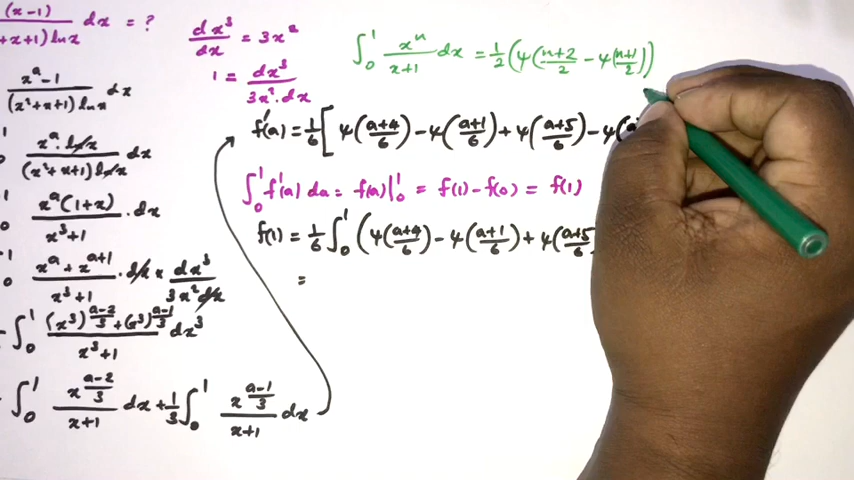 (x-1)/(x+1)lnx dx = ?
dx³/dx = 3x²
1 = dx³/3x².dx
∫₀¹ xⁿ/(x+1) dx = 1/2(ψ(n+2/2 - ψ(n+1/2))
x^a-1/((x²+x+1)lnx) dx
x^a.lnx/((x²-x+1)lnx) dx
x^a(1+x)/(x³+1) .dx
x^a+x^(a+1)/(x³+1) .dx × dx³/3x²dx
∫₀¹ (x³)^(a-2/3)+(x³)^(a-1/3)/(x³+1) dx³
∫₀¹ x^(a-2/3)/(x+1) dx + 1/3∫₀¹ x^(a-1/3)/(x+1) dx
f'(a) = 1/6[ψ(a+4/6) - ψ(a+1/6) + ψ(a+5/6) - ψ(a
∫₀¹ f'(a) da = f(a)|₀¹ = f(1) - f(0) = f(1)
f(1) = 1/6 ∫₀¹ (ψ(a+4/6) - ψ(a+1/6) + ψ(a+5/6)
=